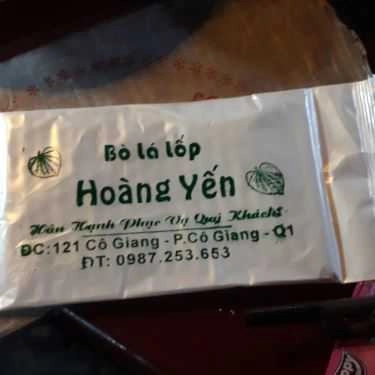 Bò lá lốp
Hoàng Yến
Hân Hạnh Phục Vụ Quý Khách!
ĐC:121 Cô Giang - P.Cô Giang - Q1
ĐT: 0987.253.653